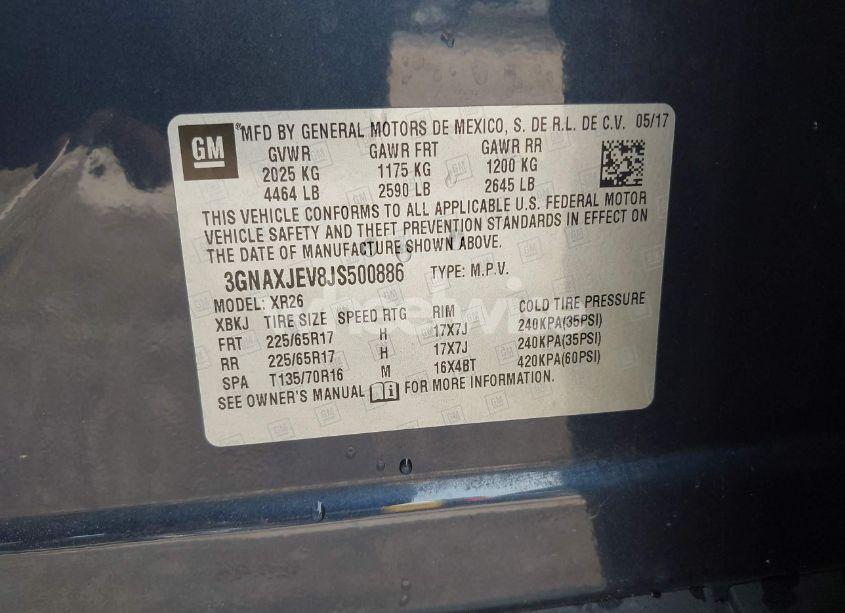 GM
*MFD BY GENERAL MOTORS DE MEXICO, S. DE R.L. DE C.V. 05/17
GVWR GAWR FRT GAWR RR
2025 KG 1175 KG 1200 KG
4464 LB 2590 LB 2645 LB
THIS VEHICLE CONFORMS TO ALL APPLICABLE U.S. FEDERAL MOTOR
VEHICLE SAFETY AND THEFT PREVENTION STANDARDS IN EFFECT ON
THE DATE OF MANUFACTURE SHOWN ABOVE.
3GNAXJEV8JS500886 TYPE: M.P.V.
MODEL: XR26
XBKJ TIRE SIZE SPEED RTG RIM COLD TIRE PRESSURE
FRT 225/65R17 H 17X7J 240KPA(35PSI)
RR 225/65R17 H 17X7J 240KPA(35PSI)
SPA T135/70R16 M 16X4BT 420KPA(60PSI)
SEE OWNER'S MANUAL i FOR MORE INFORMATION.